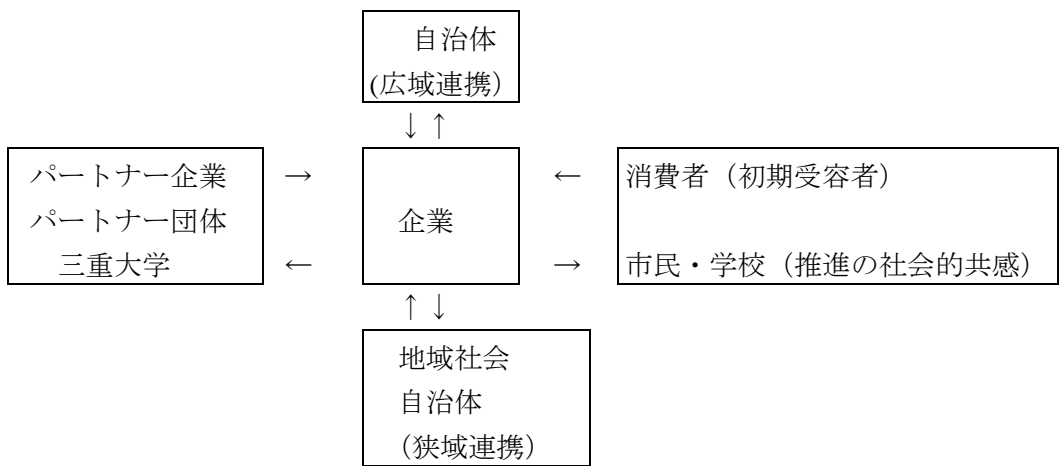 自治体
(広域連携）
↓ ↑
パートナー企業
パートナー団体
三重大学
→
←
企業
←
→
消費者（初期受容者）
市民・学校（推進の社会的共感）
↑ ↓
地域社会
自治体
（狭域連携）